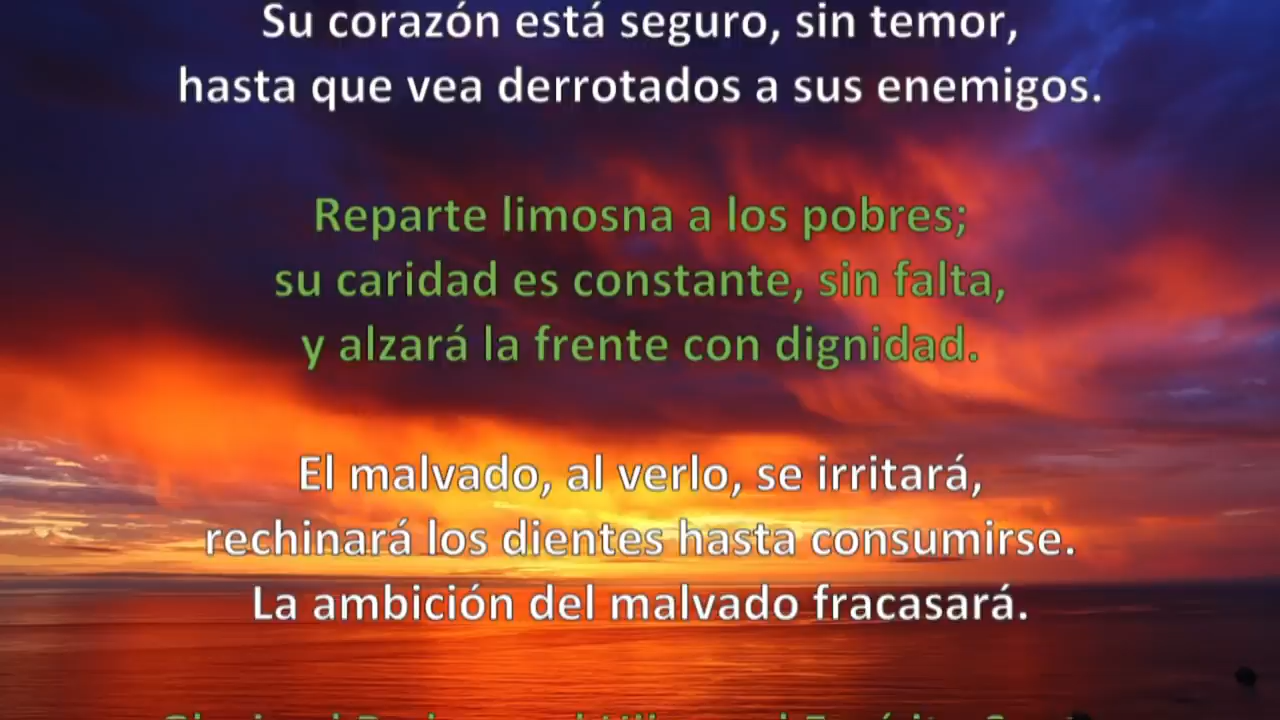 Su corazón está seguro, sin temor,
hasta que vea derrotados a sus enemigos.
Reparte limosna a los pobres;
su caridad es constante, sin falta,
y alzará la frente con dignidad.
El malvado, al verlo, se irritará,
rechinará los dientes hasta consumirse.
La ambición del malvado fracasará.